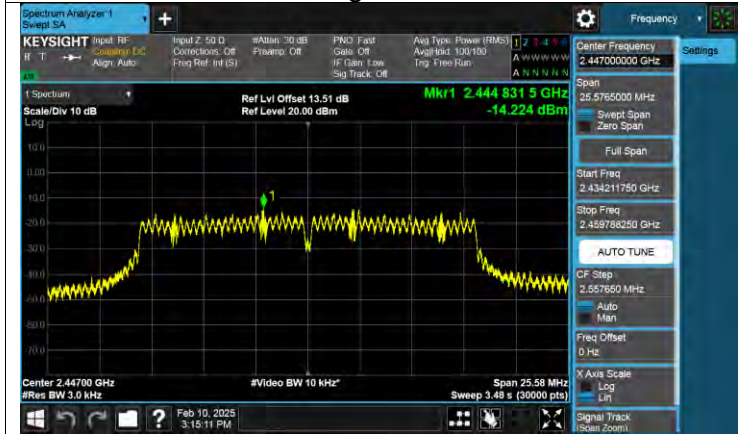 Spectrum Analyzer 1
Swept SA
+
Frequency
KEYSIGHT
R T
Input: RF
Coupling: DC
Align: Auto
Input Z: 50 Ω
Corrections: Off
Freq Ref: Int (S)
#Atten: 30 dB
Preamp: Off
PNO: Fast
Gate: Off
IF Gain: Low
Sig Track: Off
Avg Type: Power (RMS)
Avg|Hold: 100/100
Trig: Free Run
1 2 3 4 5 6
A W W W W W
A N N N N N
1 Spectrum
Scale/Div 10 dB
Log
Ref Lvl Offset 13.51 dB
Ref Level 20.00 dBm
Mkr1 2.444 831 5 GHz
-14.224 dBm
10.0
0.00
-10.0
-20.0
-30.0
-40.0
-50.0
-60.0
-70.0
1
Center 2.44700 GHz
#Res BW 3.0 kHz
#Video BW 10 kHz*
Span 25.58 MHz
Sweep 3.48 s (30000 pts)
Center Frequency
2.447000000 GHz
Settings
Span
25.5765000 MHz
Swept Span
Zero Span
Full Span
Start Freq
2.434211750 GHz
Stop Freq
2.459788250 GHz
AUTO TUNE
CF Step
2.557650 MHz
Auto
Man
Freq Offset
0 Hz
X Axis Scale
Log
Lin
Signal Track
(Span Zoom)
?
Feb 10, 2025
3:15:11 PM